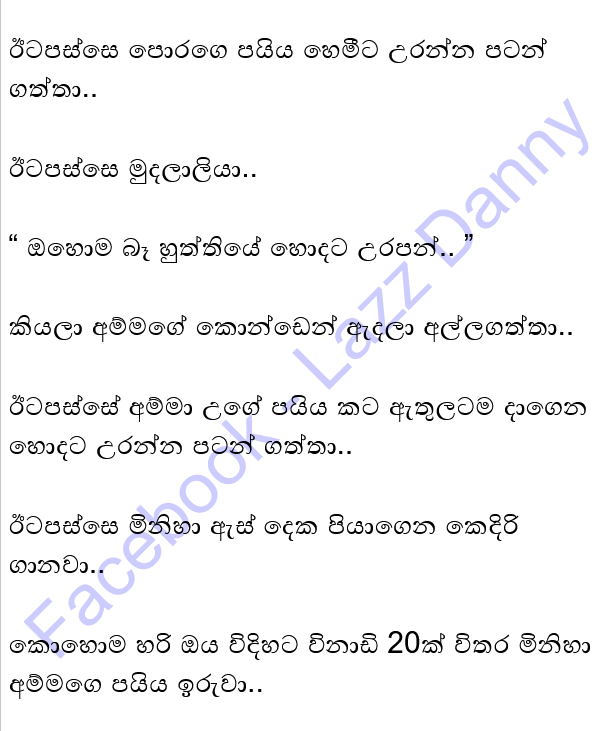 ඊටපස්සෙ පොරගෙ පයිය හෙමීට උරන්න පටන්
ගත්තා..
ඊටපස්සෙ මුදලාලියා..
“ ඔහොම බෑ හුත්තියේ හොදට උරපන්.. ”
කියලා අම්මගේ කොන්ඩෙන් ඇදලා අල්ලගත්තා..
ඊටපස්සේ අම්මා උගේ පයිය කට ඇතුලටම දාගෙන
හොදට උරන්න පටන් ගත්තා..
ඊටපස්සෙ මිනිහා ඇස් දෙක පියාගෙන කෙදිරි
ගානවා..
කොහොම හරි ඔය විදිහට විනාඩි 20ක් විතර මිනිහා
අම්මගෙ පයිය ඉරුවා..
Facebook - Lazz Danny